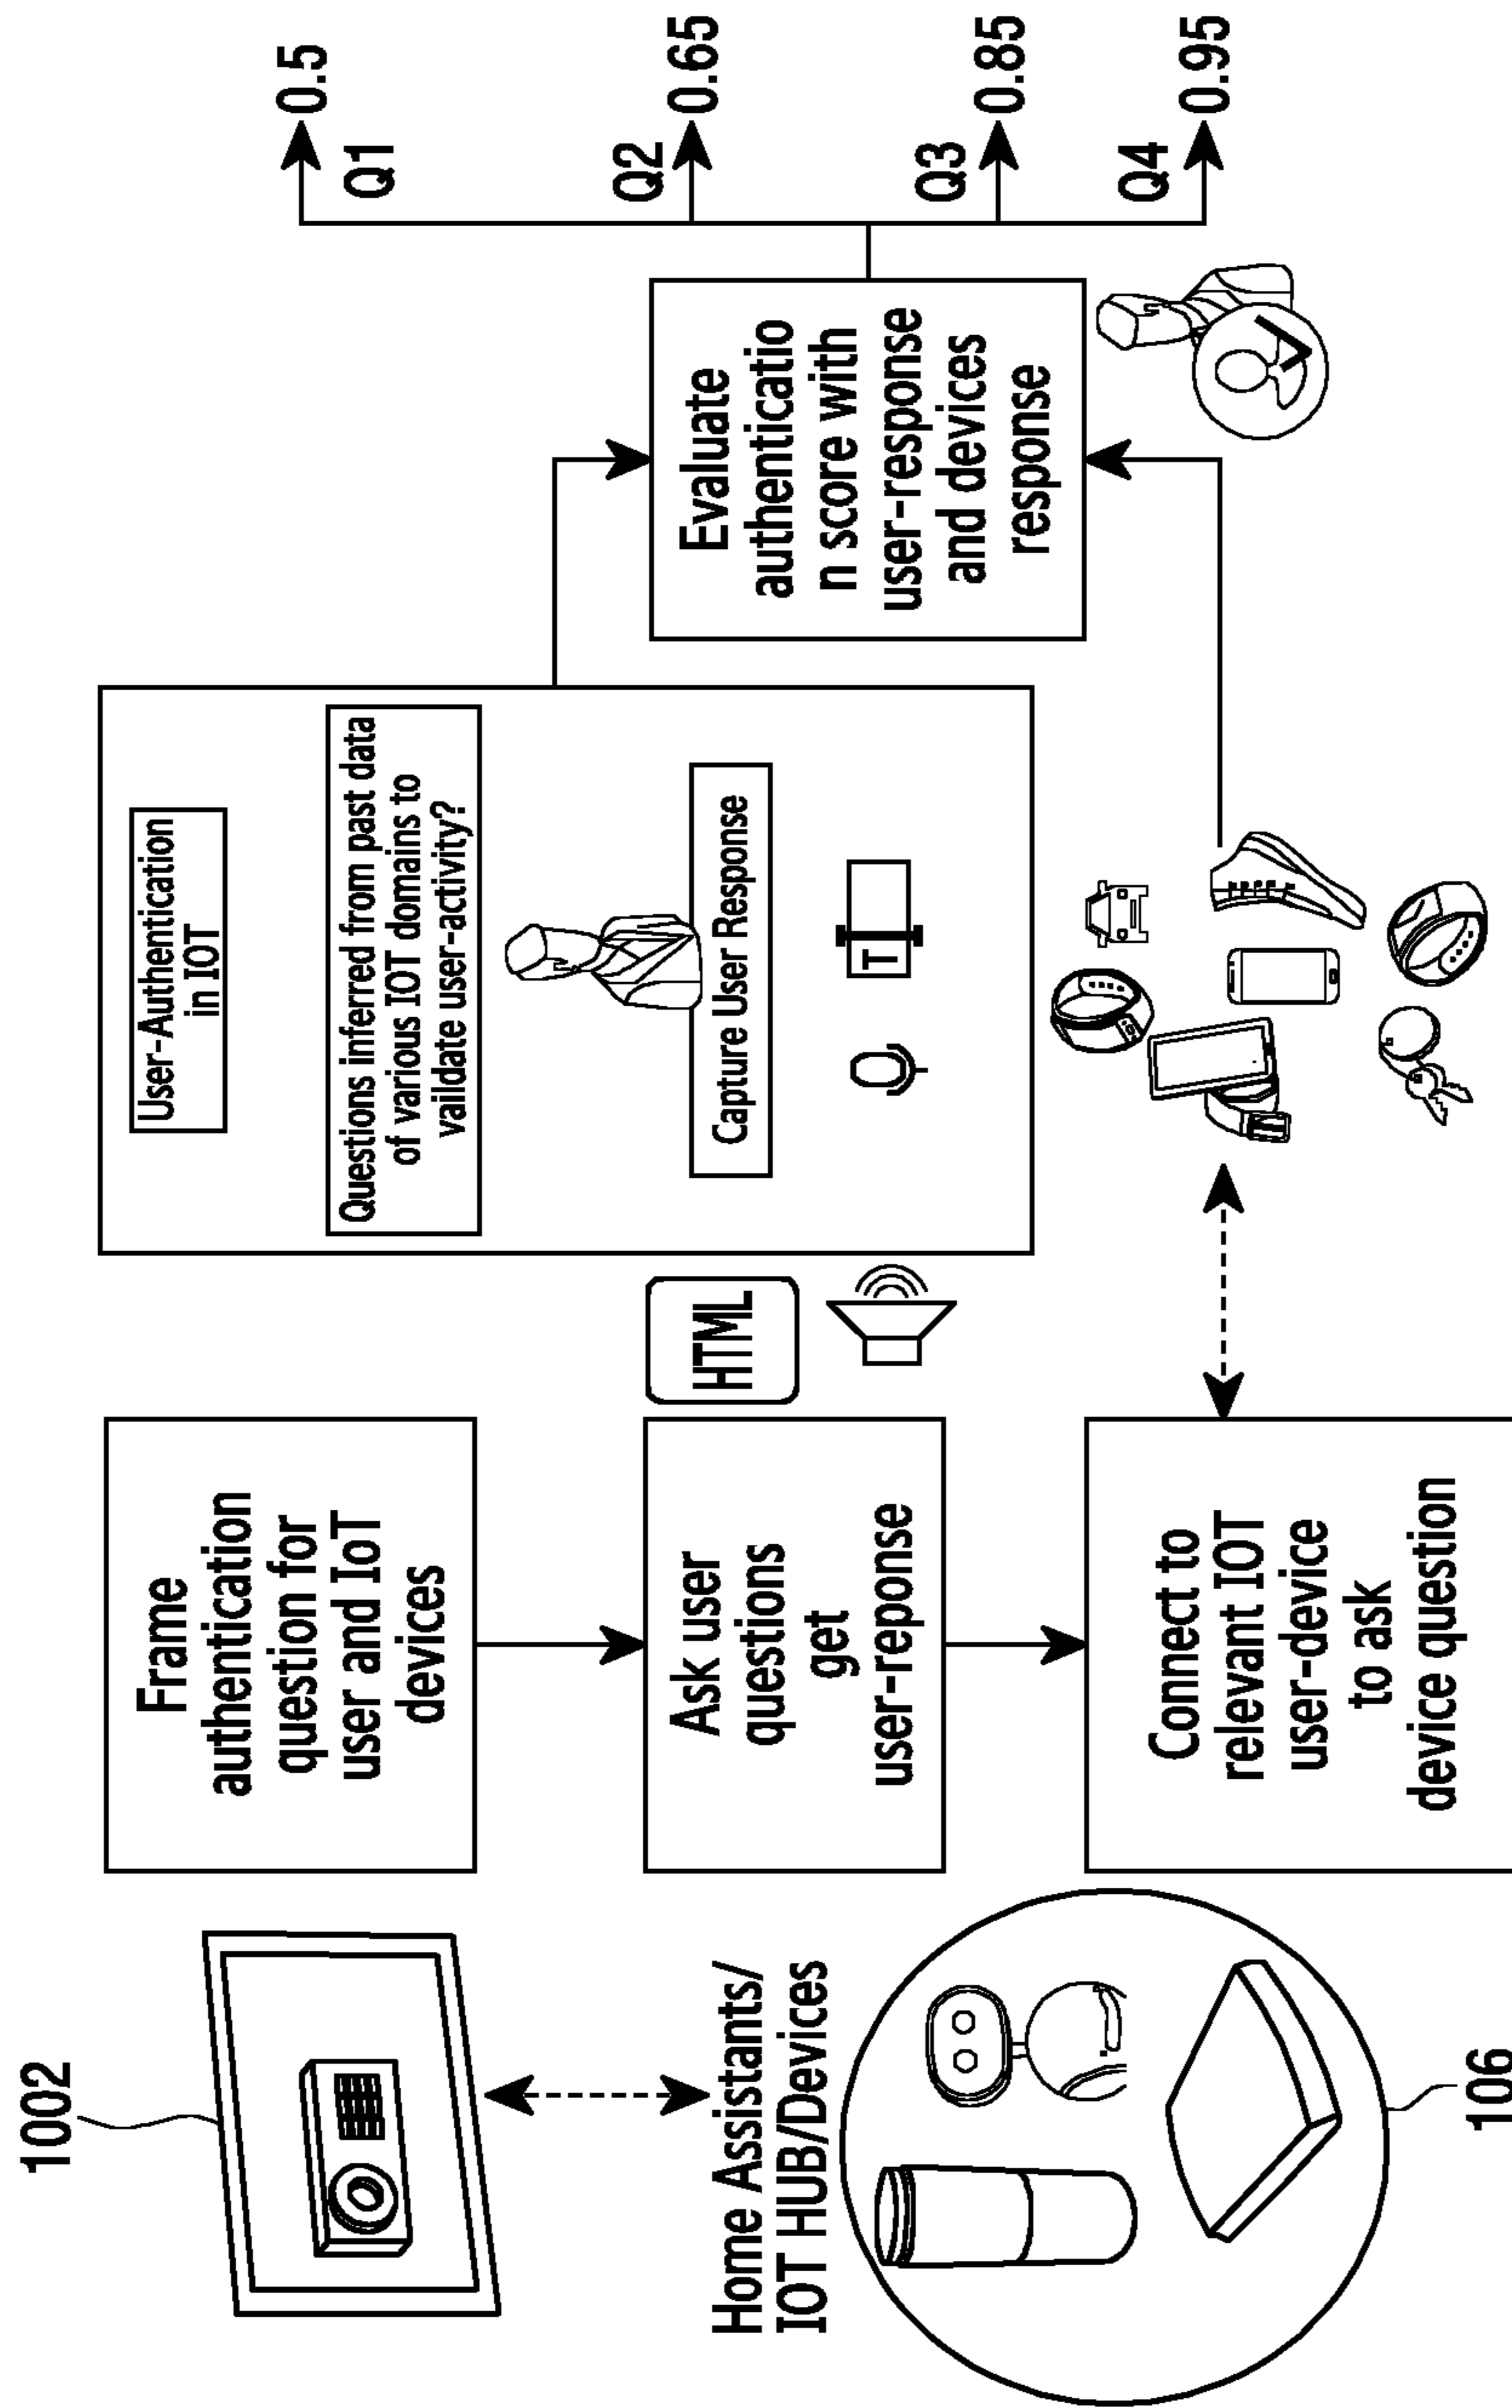 1002
Home Assistants/
IOT HUB/Devices
106
Frame
authentication
question for
user and IoT
devices
Ask user
questions
get
user-reponse
Connect to
relevant IOT
user-device
to ask
device question
HTML
User-Authentication
in IOT
Questions inferred from past data
of various IOT domains to
vaildate user-activity?
Capture User Response
T
Evaluate
authenticatio
n score with
user-response
and devices
response
Q1
0.5
Q2
0.65
Q3
0.85
Q4
0.95